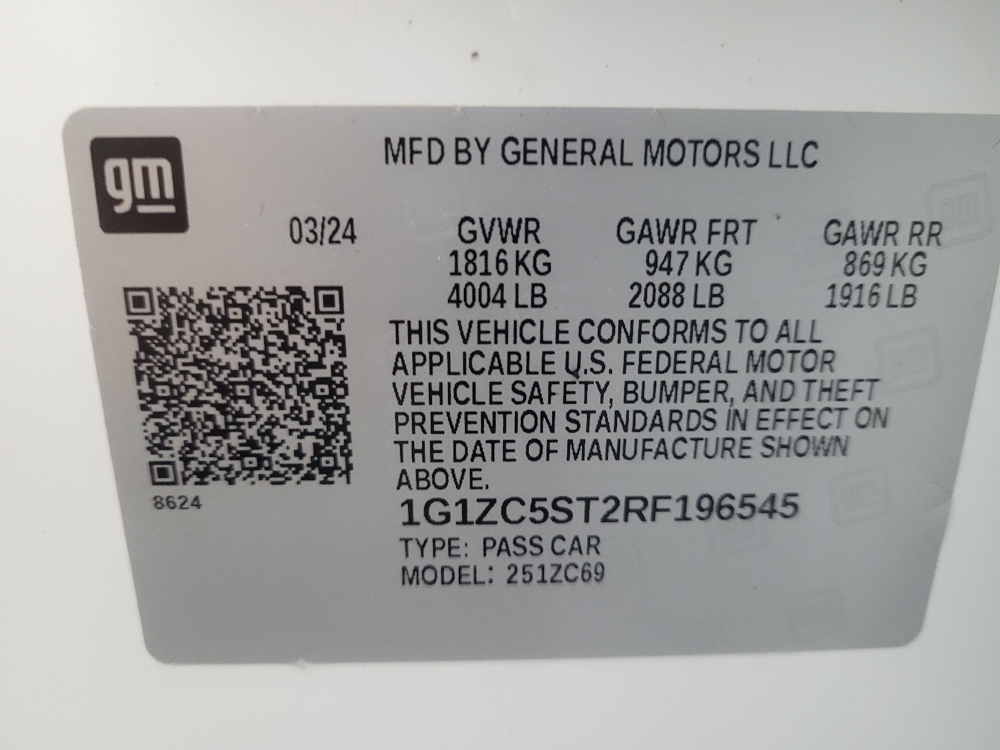 gm
MFD BY GENERAL MOTORS LLC
03/24 GVWR GAWR FRT GAWR RR
1816 KG 947 KG 869 KG
4004 LB 2088 LB 1916 LB
THIS VEHICLE CONFORMS TO ALL
APPLICABLE U.S. FEDERAL MOTOR
VEHICLE SAFETY, BUMPER, AND THEFT
PREVENTION STANDARDS IN EFFECT ON
THE DATE OF MANUFACTURE SHOWN
ABOVE.
8624
1G1ZC5ST2RF196545
TYPE: PASS CAR
MODEL: 251ZC69